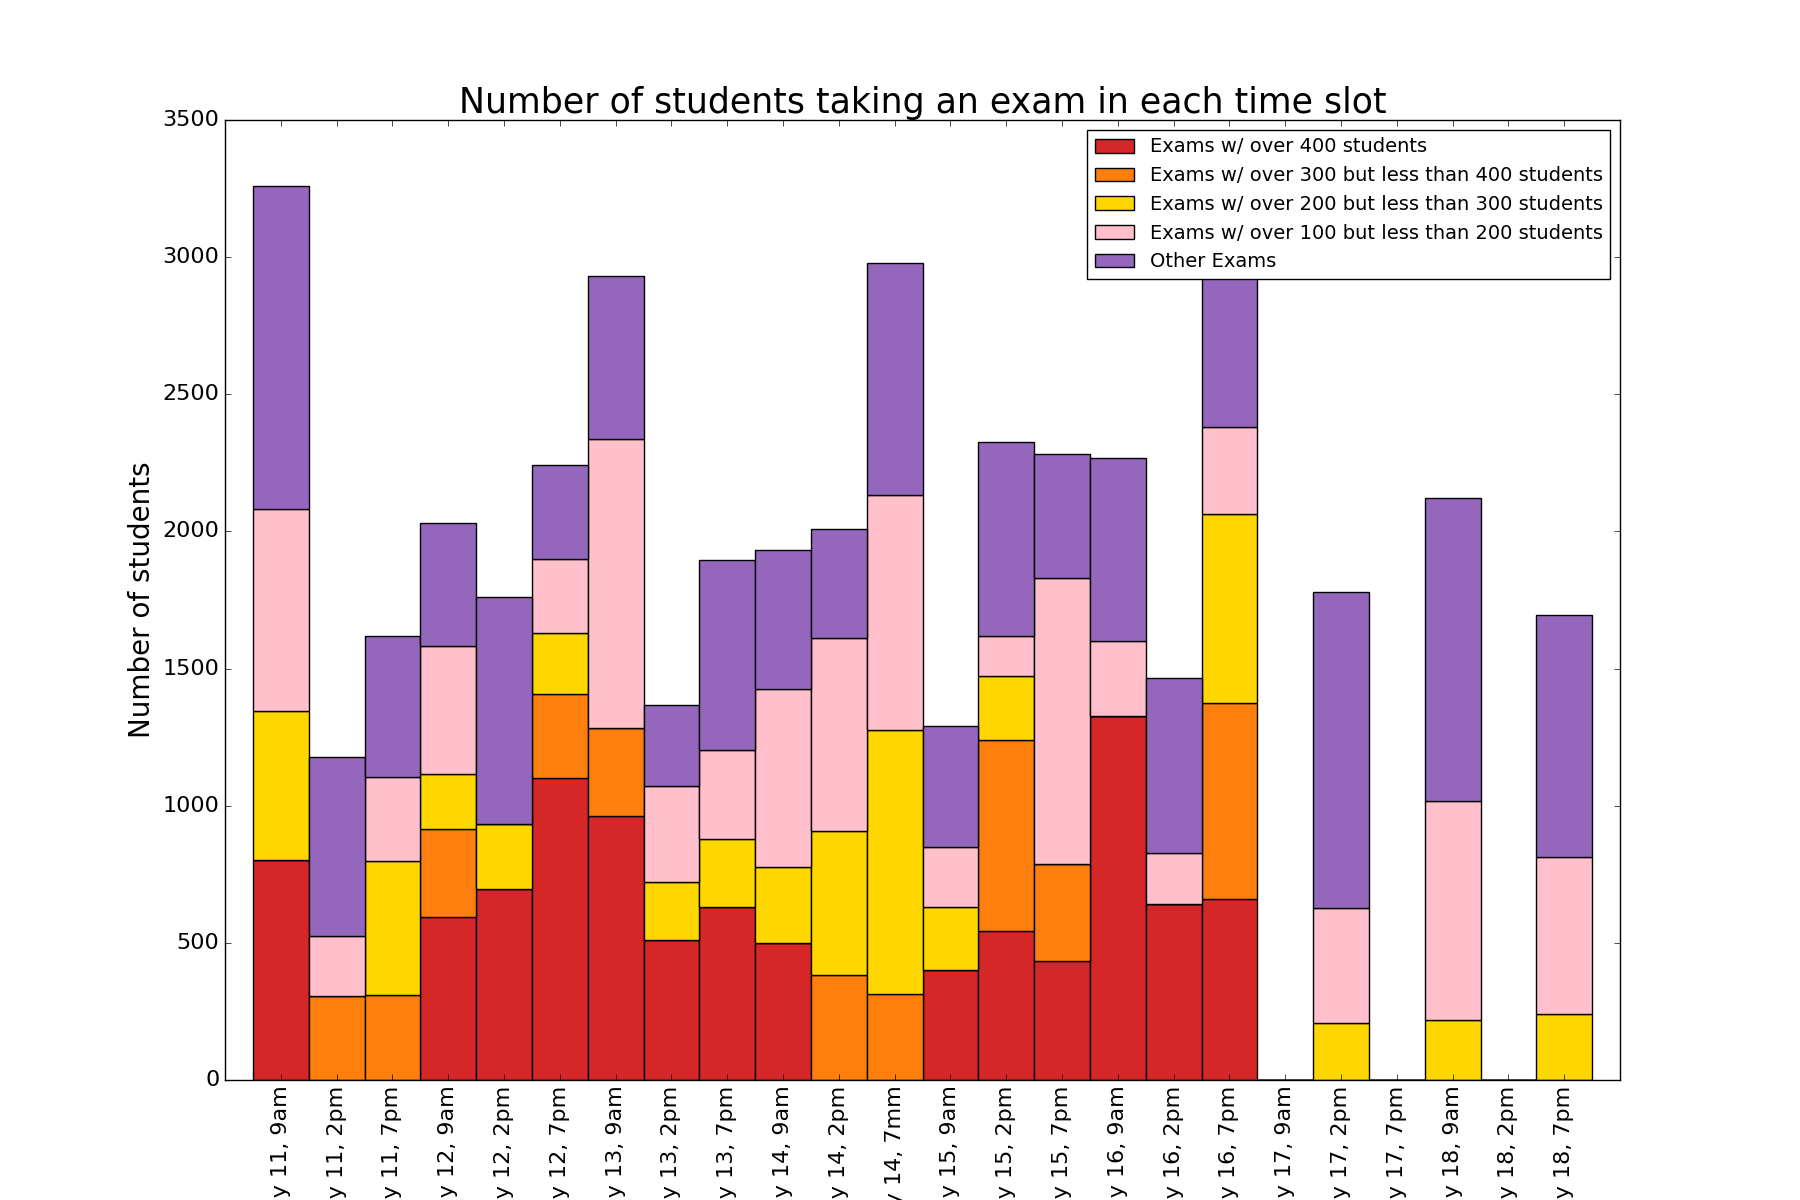 Number of students taking an exam in each time slot
3500
3000
2500
2000
1500
1000
500
0
Number of students
Exams w/ over 400 students
Exams w/ over 300 but less than 400 students
Exams w/ over 200 but less than 300 students
Exams w/ over 100 but less than 200 students
Other Exams
y 11, 9am
y 11, 2pm
y 11, 7pm
y 12, 9am
y 12, 2pm
y 12, 7pm
y 13, 9am
y 13, 2pm
y 13, 7pm
y 14, 9am
y 14, 2pm
y 14, 7mm
y 15, 9am
y 15, 2pm
y 15, 7pm
y 16, 9am
y 16, 2pm
y 16, 7pm
y 17, 9am
y 17, 2pm
y 17, 7pm
y 18, 9am
y 18, 2pm
y 18, 7pm